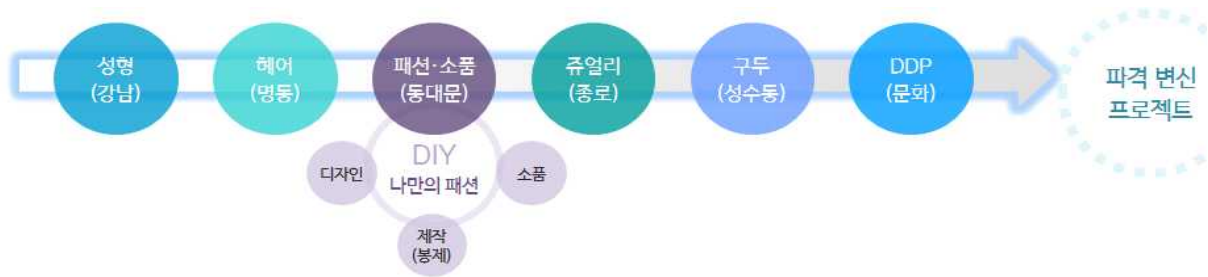 성형
(강남)
헤어
(명동)
패션·소품
(동대문)
쥬얼리
(종로)
구두
(성수동)
DDP
(문화)
파격 변신
프로젝트
DIY
나만의 패션
디자인
소품
제작
(봉제)